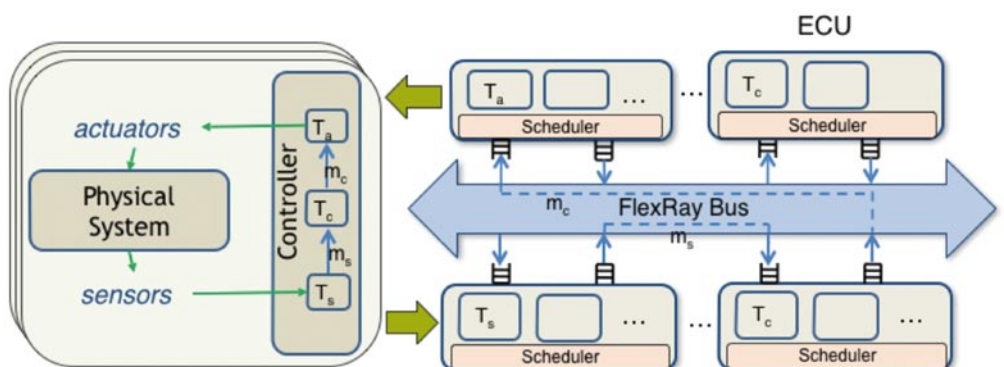 ECU
actuators
Physical
System
sensors
Controller
Ta
mc
Tc
ms
Ts
Ta
...
...
Tc
Scheduler
Scheduler
mc
FlexRay Bus
ms
Ts
...
...
Tc
...
Scheduler
Scheduler